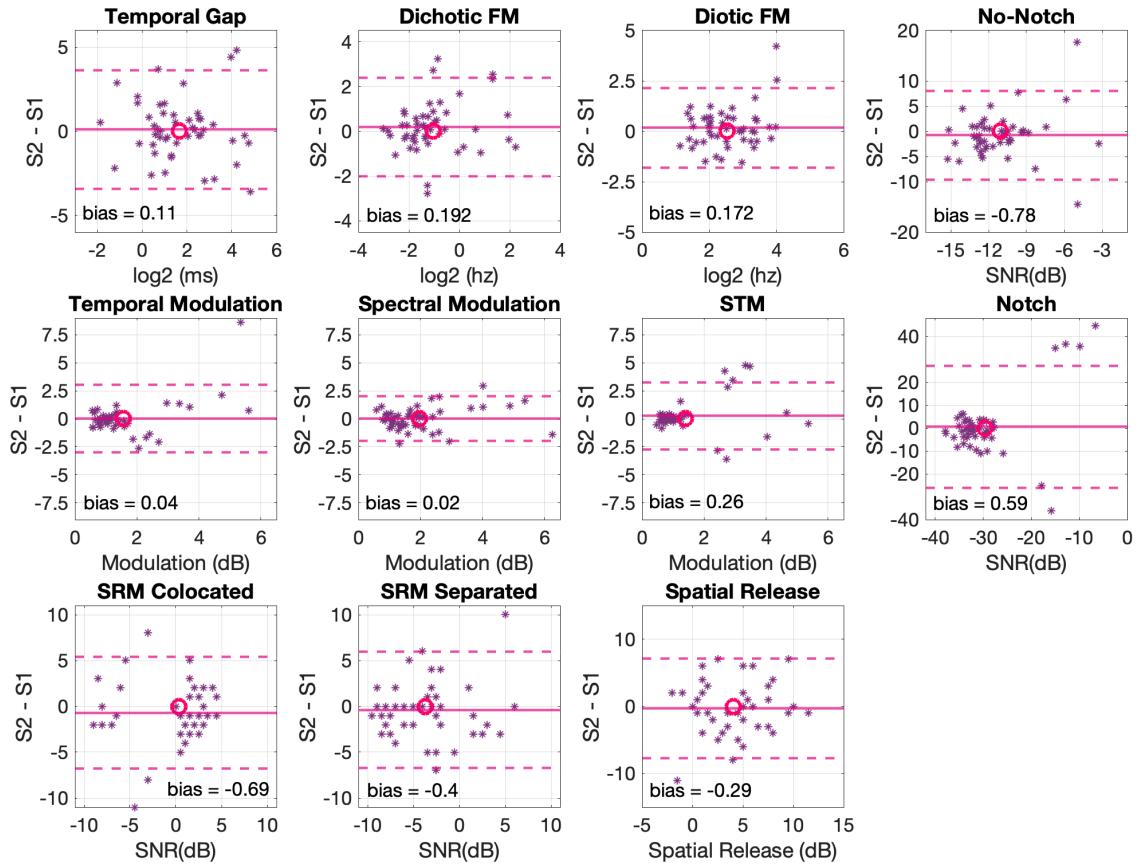 Temporal Gap
5
0
-5
S2 - S1
bias = 0.11
-2
0
2
4
6
log2 (ms)
Dichotic FM
4
2
0
-2
-4
S2 - S1
bias = 0.192
-4
-2
0
2
4
log2 (hz)
Diotic FM
5
2.5
0
-2.5
-5
S2 - S1
bias = 0.172
0
2
4
6
log2 (hz)
No-Notch
20
10
0
-10
-20
S2 - S1
bias = -0.78
-15
-12
-9
-6
-3
SNR(dB)
Temporal Modulation
7.5
5
2.5
0
-2.5
-5
-7.5
S2 - S1
bias = 0.04
0
2
4
6
Modulation (dB)
Spectral Modulation
7.5
5
2.5
0
-2.5
-5
-7.5
S2 - S1
bias = 0.02
0
2
4
6
Modulation (dB)
STM
7.5
5
2.5
0
-2.5
-5
-7.5
S2 - S1
bias = 0.26
0
2
4
6
Modulation (dB)
Notch
40
20
10
0
-10
-20
-40
S2 - S1
bias = 0.59
-40
-30
-20
-10
0
SNR(dB)
SRM Colocated
10
5
0
-5
-10
S2 - S1
bias = -0.69
-10
-5
0
5
10
SNR(dB)
SRM Separated
10
5
0
-5
-10
S2 - S1
bias = -0.4
-10
-5
0
5
10
SNR(dB)
Spatial Release
10
0
-10
S2 - S1
bias = -0.29
-5
0
5
10
15
Spatial Release (dB)